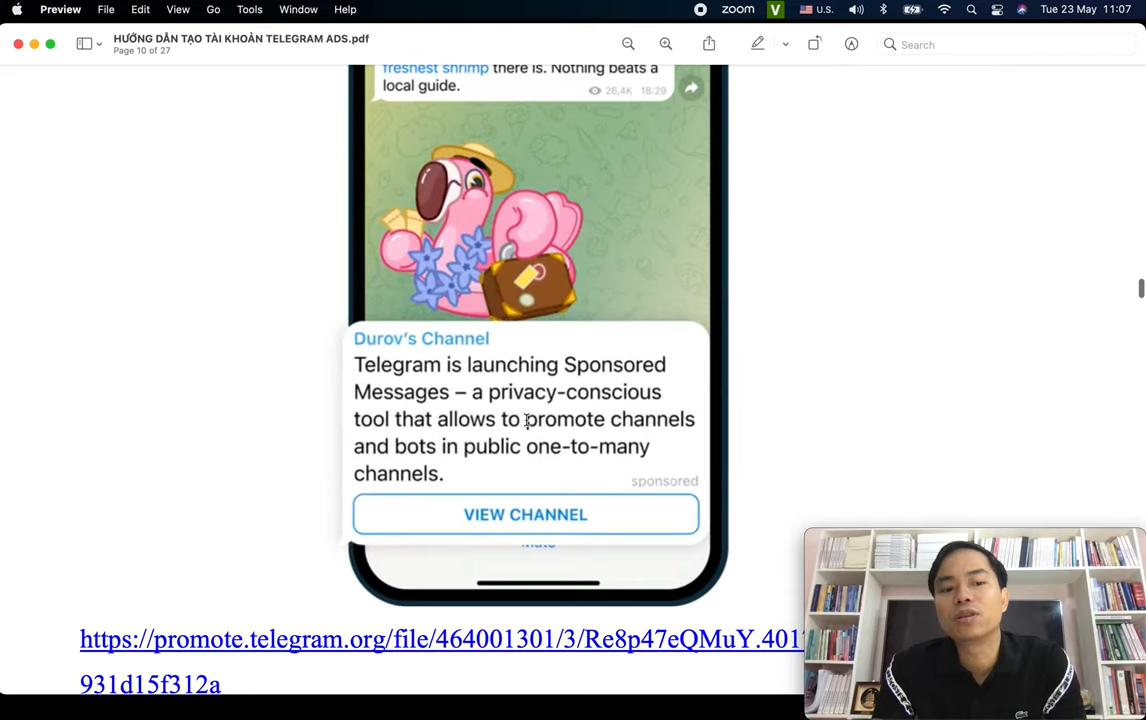 Preview File Edit View Go Tools Window Help zoom V U.S. Tue 23 May 11:07
HƯỚNG DẪN TẠO TÀI KHOẢN TELEGRAM ADS.pdf
Page 10 of 27
Search
freshest shrimp there is. Nothing beats a
local guide.
26,4K 18:29
Durov's Channel
Telegram is launching Sponsored
Messages – a privacy-conscious
tool that allows to promote channels
and bots in public one-to-many
channels.
sponsored
VIEW CHANNEL
Mute
https://promote.telegram.org/file/464001301/3/Re8p47eQMuY.401
931d15f312a